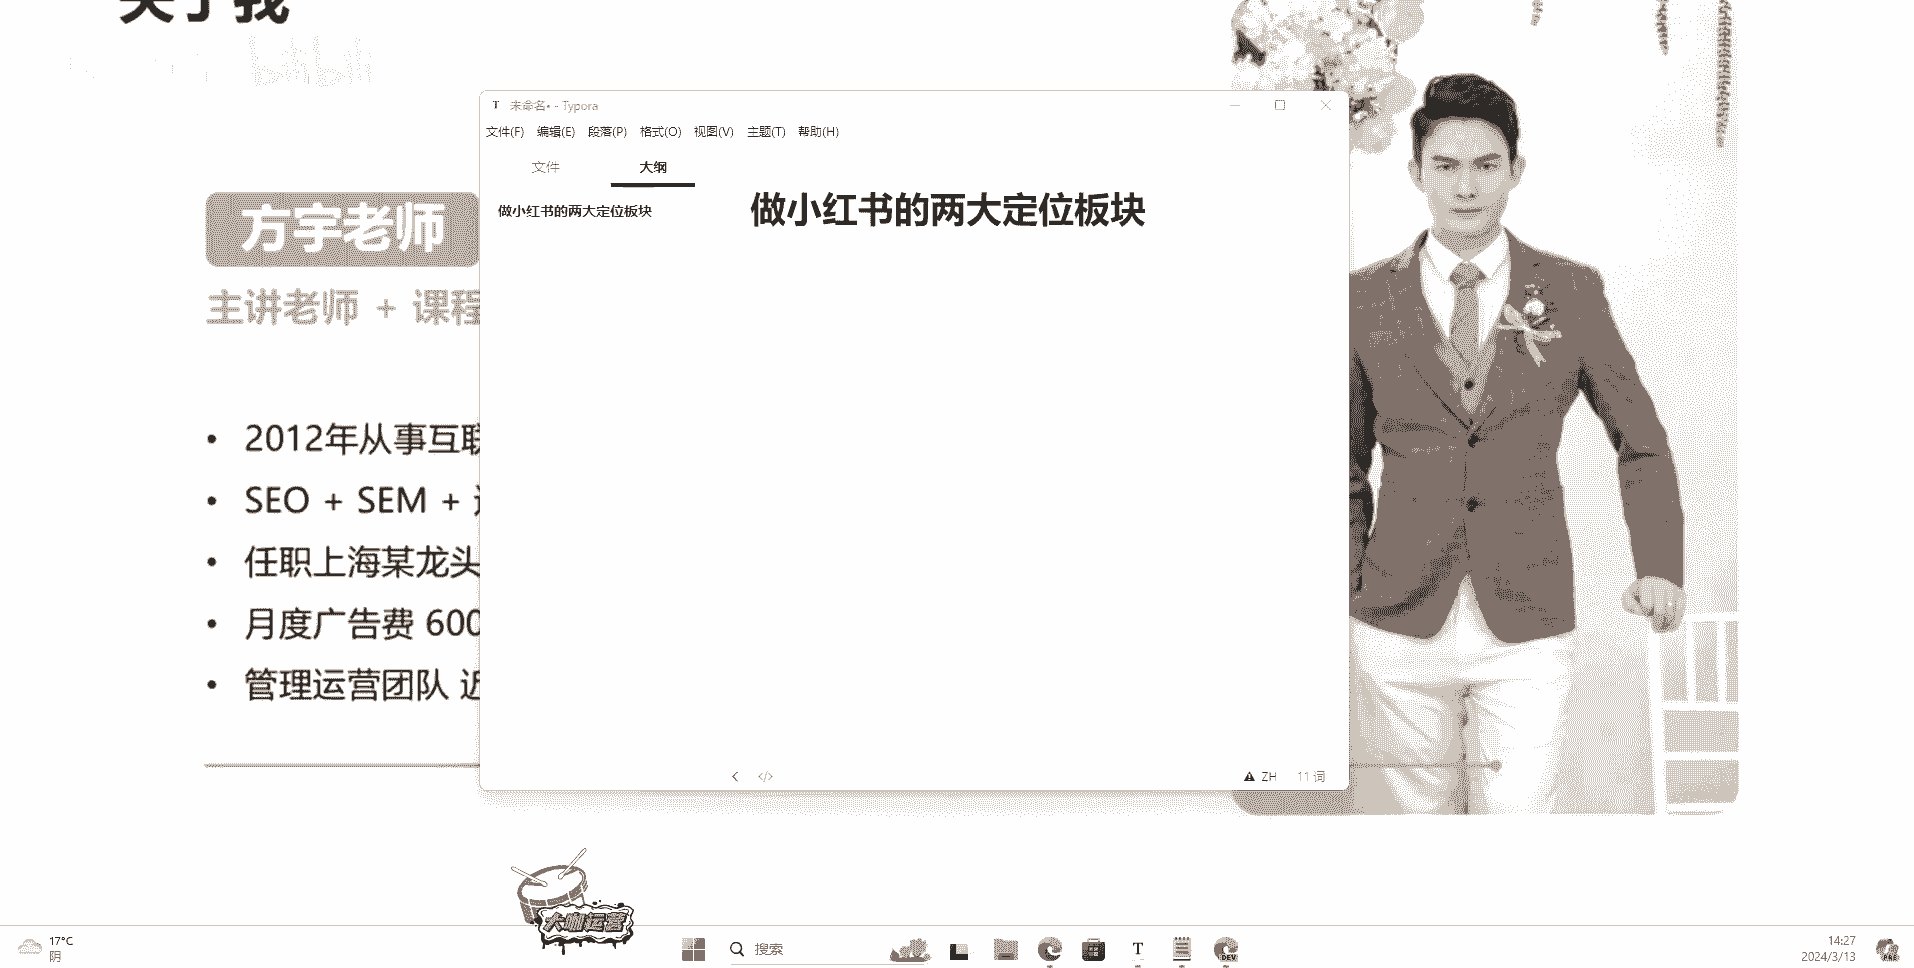 关于我
bilibili
未命名• - Typora
文件(F) 编辑(E) 段落(P) 格式(O) 视图(V) 主题(T) 帮助(H)
文件 大纲
做小红书的两大定位板块
做小红书的两大定位板块
方宇老师
主讲老师 + 课程
2012年从事互联
SEO + SEM +
任职上海某龙头
月度广告费 600
管理运营团队 近
</> ZH 11 词
大咖运营
17°C
阴
搜索
T
DEV
14:27
2024/3/13
PRE